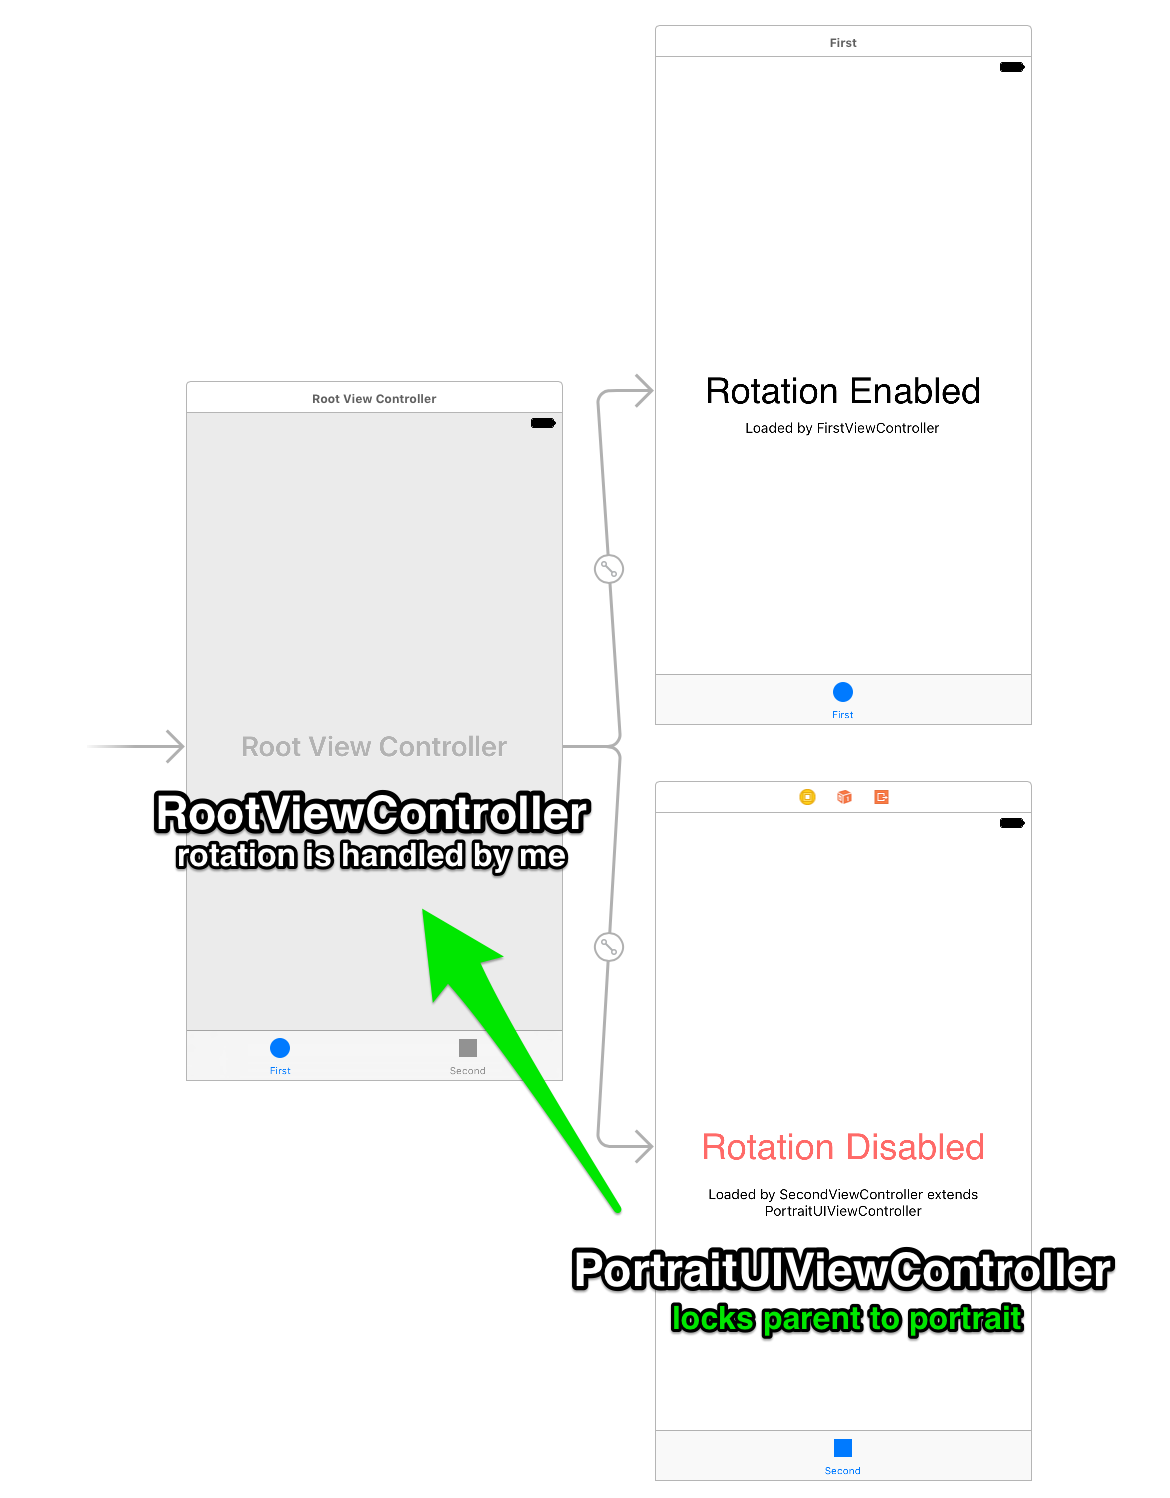 First
Rotation Enabled
Loaded by FirstViewController
First
Root View Controller
Root View Controller
RootViewController
rotation is handled by me
First
Second
Rotation Disabled
Loaded by SecondViewController extends
PortraitUIViewController
PortraitUIViewController
locks parent to portrait
Second